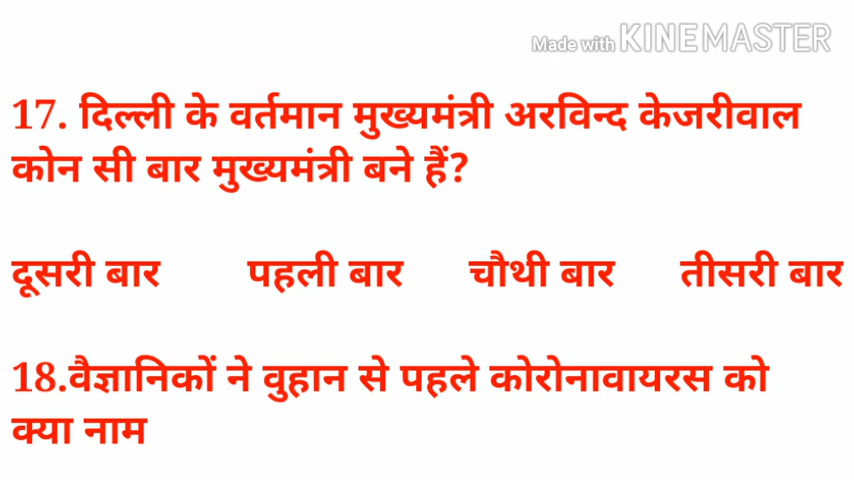 Made with KINEMASTER
17. दिल्ली के वर्तमान मुख्यमंत्री अरविन्द केजरीवाल
कोन सी बार मुख्यमंत्री बने हैं?
दूसरी बार पहली बार चौथी बार तीसरी बार
18.वैज्ञानिकों ने वुहान से पहले कोरोनावायरस को
क्या नाम